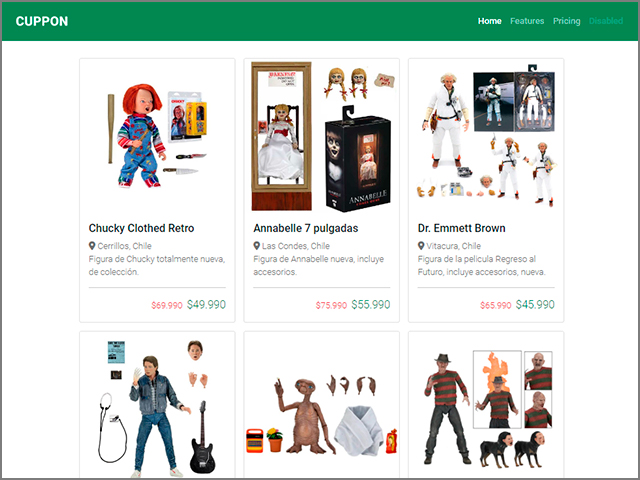 CUPPON
Home Features Pricing Disabled
ANNABELLE
Chucky Clothed Retro
Cerrillos, Chile
Figura de Chucky totalmente nueva,
de colección.
$69.990 $49.990
Annabelle 7 pulgadas
Las Condes, Chile
Figura de Annabelle nueva, incluye
accesorios.
$75.990 $55.990
Dr. Emmett Brown
Vitacura, Chile
Figura de la pelicula Regreso al
Futuro, incluye accesorios, nueva.
$65.990 $45.990